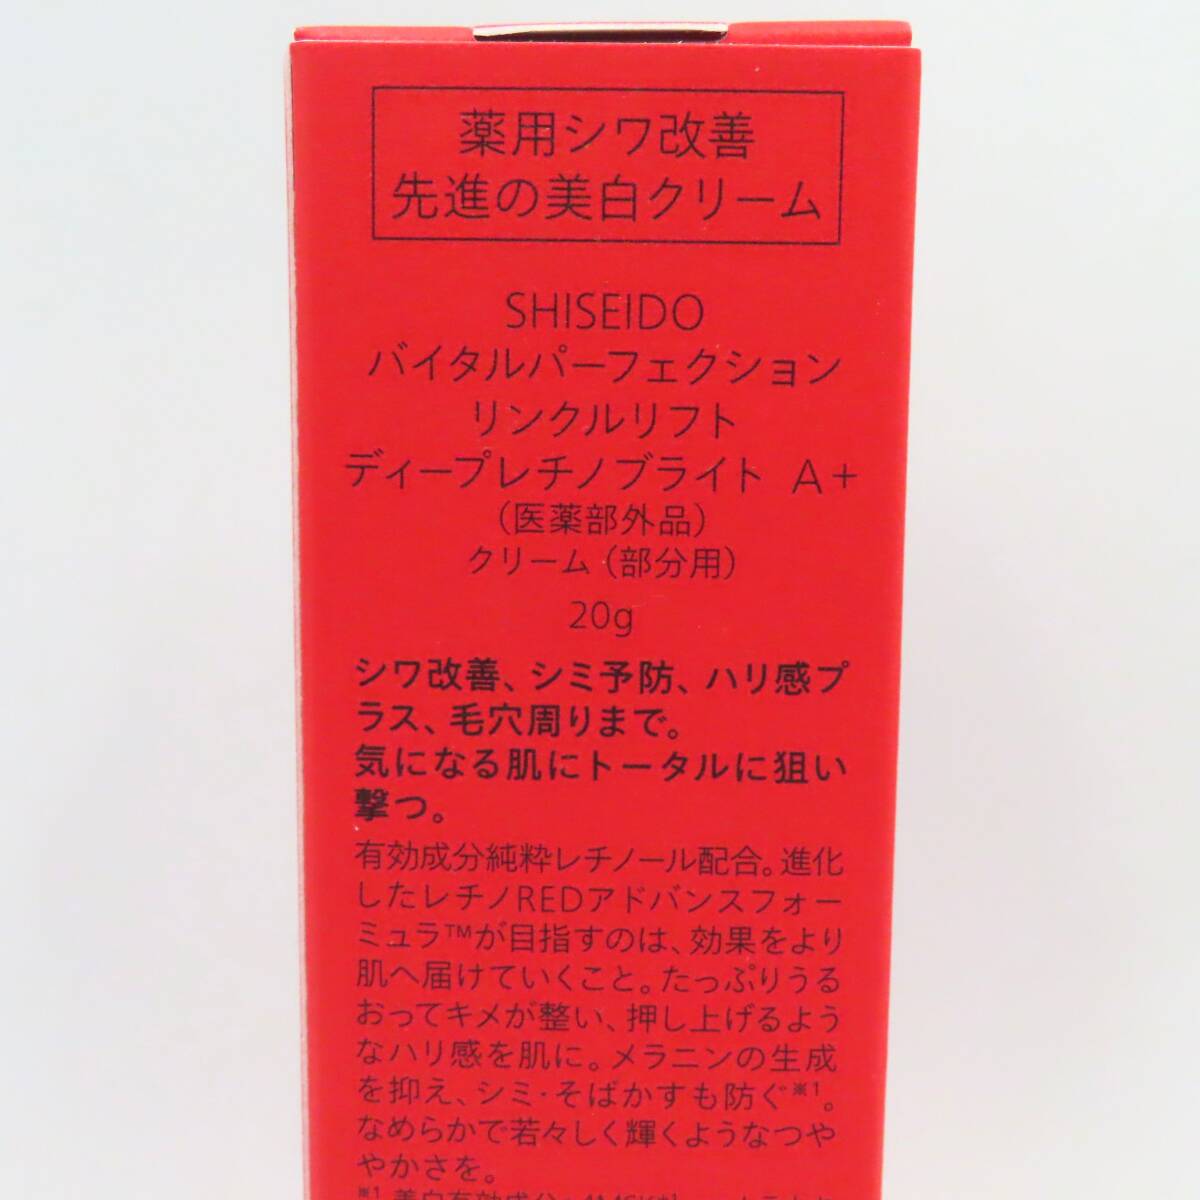 薬用シワ改善
先進の美白クリーム
SHISEIDO
バイタルパーフェクション
リンクルリフト
ディープレチノブライト A+
(医薬部外品)
クリーム(部分用)
20g
シワ改善、シミ予防、ハリ感プ
ラス、毛穴周りまで。
気になる肌にトータルに狙い
撃つ。
有効成分純粋レチノール配合。進化
したレチノREDアドバンスフォー
ミュラ™が目指すのは、効果をより
肌へ届けていくこと。たっぷりうる
おってキメが整い、押し上げるよう
なハリ感を肌に。メラニンの生成
を抑え、シミ・そばかすも防ぐ※1。
なめらかで若々しく輝くようなつや
やかさを。
※1 美白有効成分:4MSK